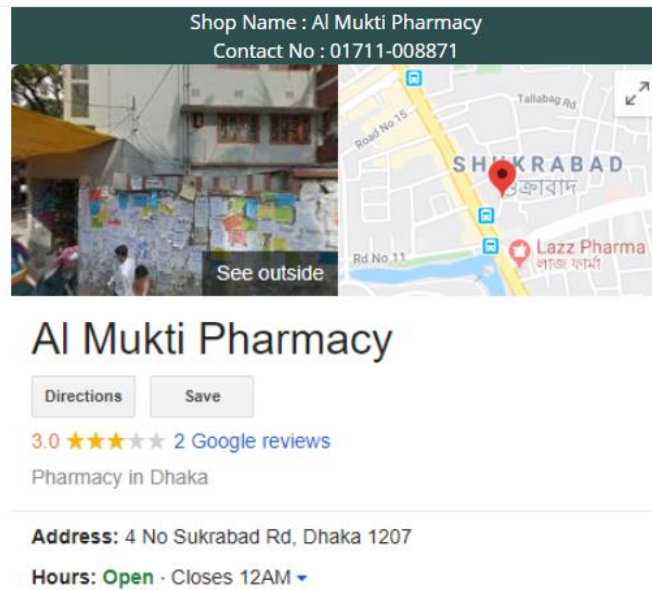 Shop Name : Al Mukti Pharmacy
Contact No : 01711-008871
See outside
Tallabag Rd
Road No 15
SHUKRABAD
শুক্রাবাদ
Rd No 11
Lazz Pharma
লাজ ফার্মা
Al Mukti Pharmacy
Directions
Save
3.0 2 Google reviews
Pharmacy in Dhaka
Address: 4 No Sukrabad Rd, Dhaka 1207
Hours: Open · Closes 12AM